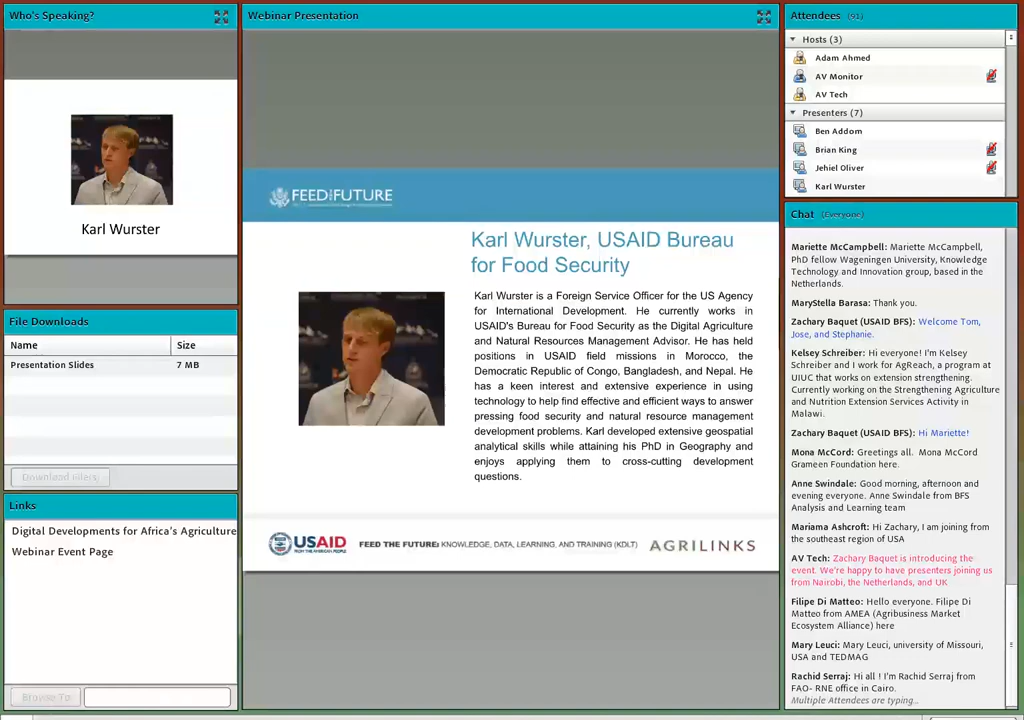 Who's Speaking?
Karl Wurster
File Downloads
Name Size
Presentation Slides 7 MB
Download File(s)
Links
Digital Developments for Africa's Agriculture
Webinar Event Page
Browse To
Webinar Presentation
FEED THE FUTURE
Karl Wurster, USAID Bureau
for Food Security
Karl Wurster is a Foreign Service Officer for the US Agency
for International Development. He currently works in
USAID's Bureau for Food Security as the Digital Agriculture
and Natural Resources Management Advisor. He has held
positions in USAID field missions in Morocco, the
Democratic Republic of Congo, Bangladesh, and Nepal. He
has a keen interest and extensive experience in using
technology to help find effective and efficient ways to answer
pressing food security and natural resource management
development problems. Karl developed extensive geospatial
analytical skills while attaining his PhD in Geography and
enjoys applying them to cross-cutting development
questions.
USAID
FROM THE AMERICAN PEOPLE
FEED THE FUTURE: KNOWLEDGE, DATA, LEARNING, AND TRAINING (KDLT)
AGRILINKS
Attendees (91)
Hosts (3)
Adam Ahmed
AV Monitor
AV Tech
Presenters (7)
Ben Addom
Brian King
Jehiel Oliver
Karl Wurster
Chat (Everyone)
Mariette McCampbell: Mariette McCampbell,
PhD fellow Wageningen University, Knowledge
Technology and Innovation group, based in the
Netherlands.
MaryStella Barasa: Thank you.
Zachary Baquet (USAID BFS): Welcome Tom,
Jose, and Stephanie.
Kelsey Schreiber: Hi everyone! I'm Kelsey
Schreiber and I work for AgReach, a program at
UIUC that works on extension strengthening.
Currently working on the Strengthening Agriculture
and Nutrition Extension Services Activity in
Malawi.
Zachary Baquet (USAID BFS): Hi Mariette!
Mona McCord: Greetings all. Mona McCord
Grameen Foundation here.
Anne Swindale: Good morning, afternoon and
evening everyone. Anne Swindale from BFS
Analysis and Learning team
Mariama Ashcroft: Hi Zachary, I am joining from
the southeast region of USA
AV Tech: Zachary Baquet is introducing the
event. We're happy to have presenters joining us
from Nairobi, the Netherlands, and UK
Filipe Di Matteo: Hello everyone. Filipe Di
Matteo from AMEA (Agribusiness Market
Ecosystem Alliance) here
Mary Leuci: Mary Leuci, university of Missouri,
USA and TEDMAG
Rachid Serraj: Hi all ! I'm Rachid Serraj from
FAO- RNE office in Cairo.
Multiple Attendees are typing...